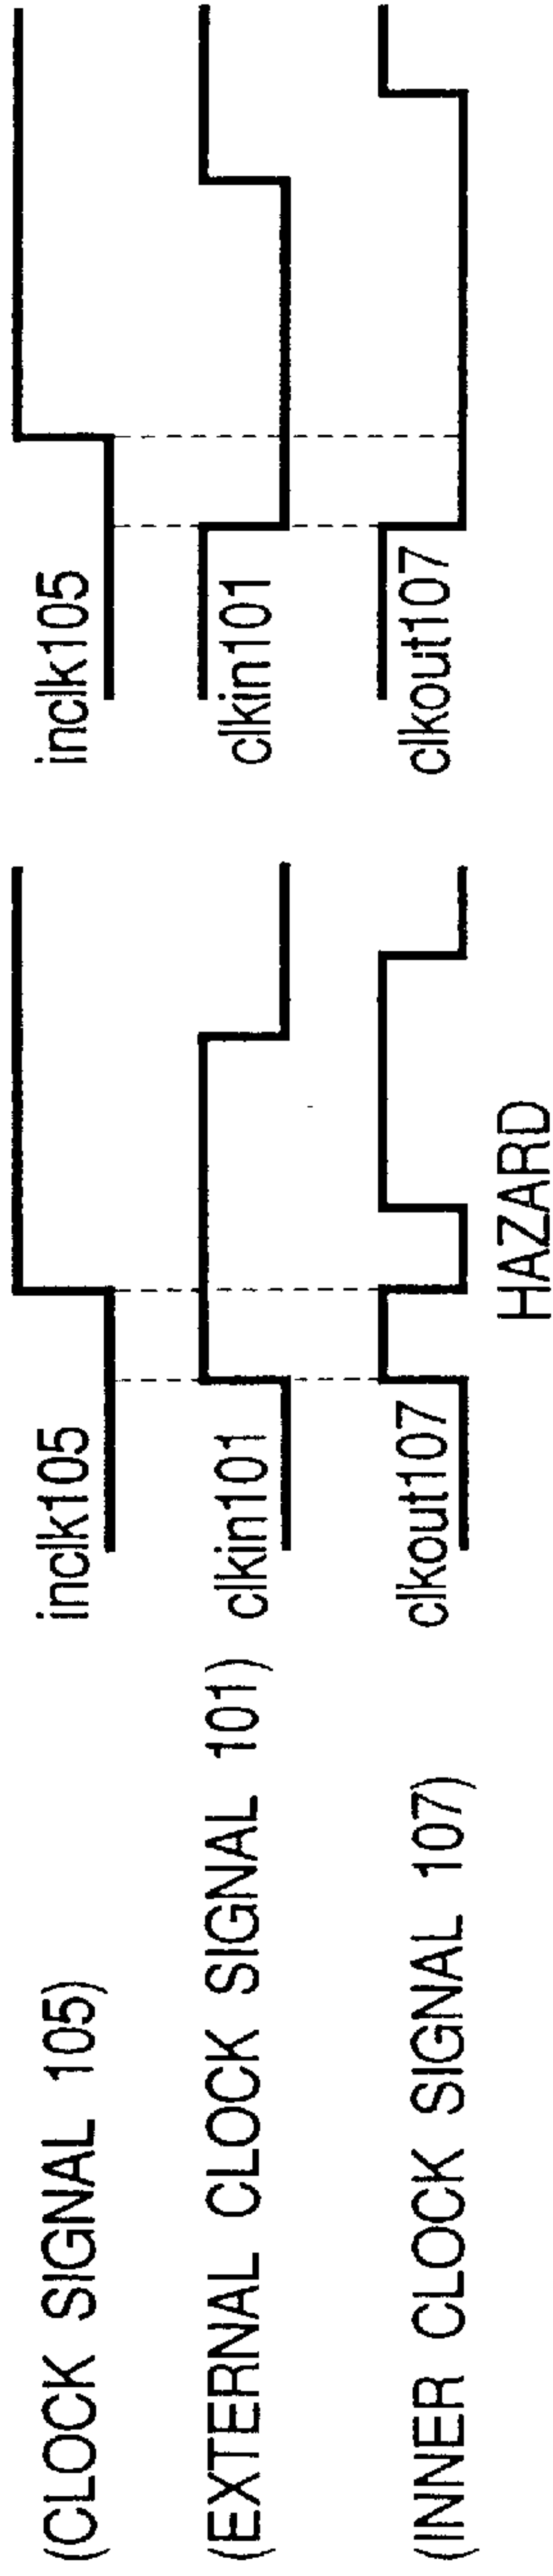 (CLOCK SIGNAL 105)
inclk105
inclk105
(EXTERNAL CLOCK SIGNAL 101)
clkin101
clkin101
(INNER CLOCK SIGNAL 107)
clkout107
clkout107
HAZARD